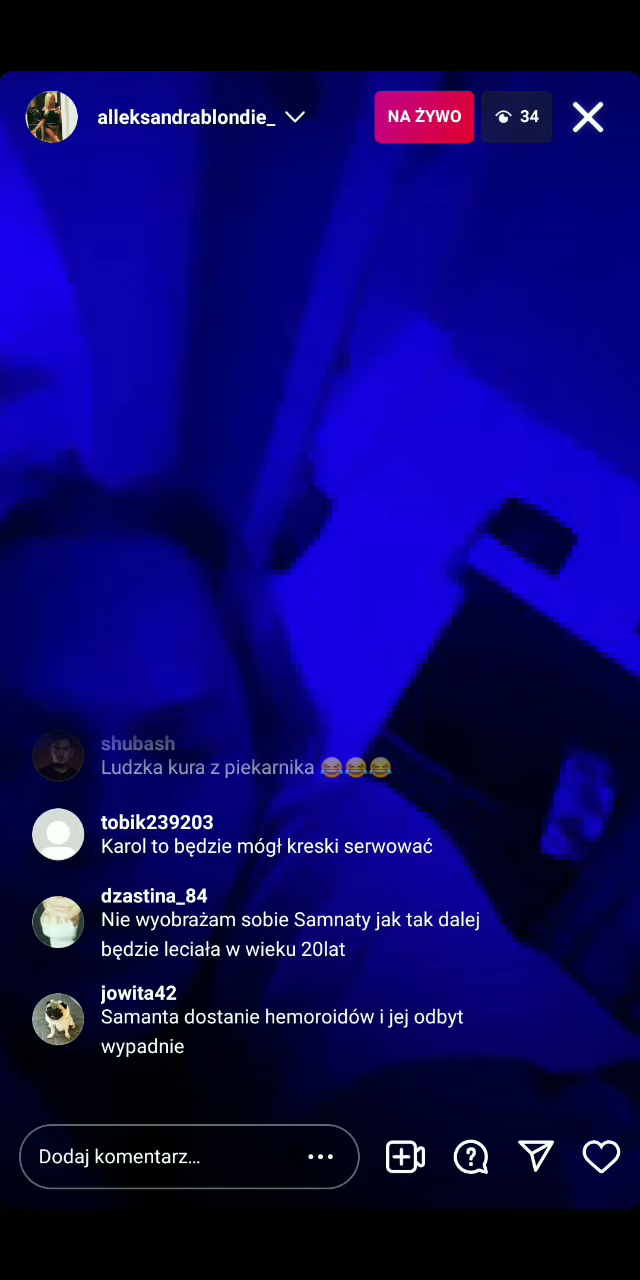 alleksandrablondie_
NA ŻYWO
34
shubash
Ludzka kura z piekarnika 😂😂😂
tobik239203
Karol to będzie mógł kreski serwować
dzastina_84
Nie wyobrażam sobie Samnaty jak tak dalej
będzie leciała w wieku 20lat
jowita42
Samanta dostanie hemoroidów i jej odbyt
wypadnie
Dodaj komentarz...